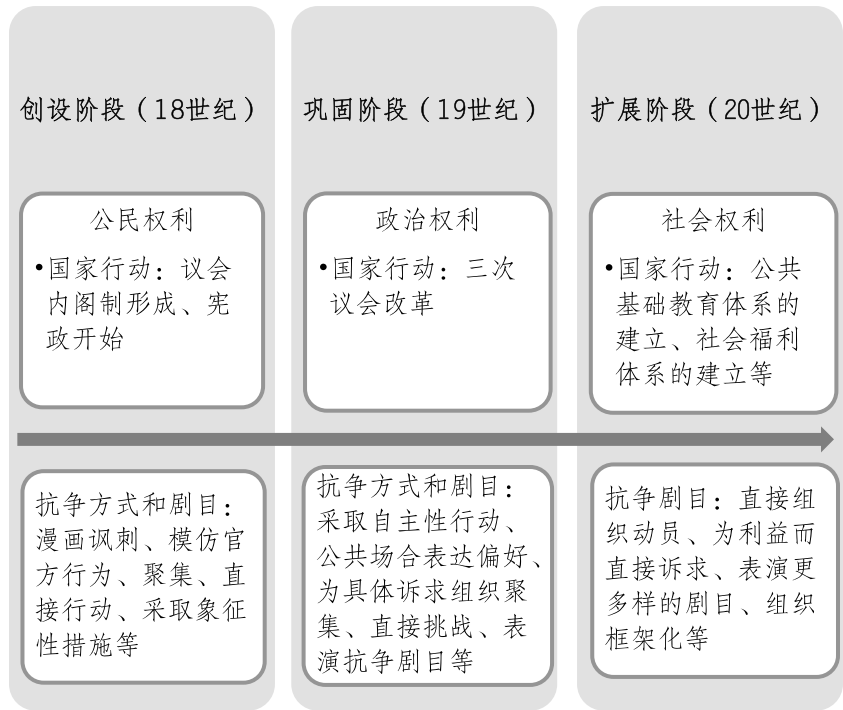 创设阶段（18世纪）
公民权利
•国家行动：议会
内阁制形成、宪
政开始
抗争方式和剧目：
漫画讽刺、模仿官
方行为、聚集、直
接行动、采取象征
性措施等
巩固阶段（19世纪）
政治权利
•国家行动：三次
议会改革
抗争方式和剧目：
采取自主性行动、
公共场合表达偏好、
为具体诉求组织聚
集、直接挑战、表
演抗争剧目等
扩展阶段（20世纪）
社会权利
•国家行动：公共
基础教育体系的
建立、社会福利
体系的建立等
抗争剧目：直接组
织动员、为利益而
直接诉求、表演更
多样的剧目、组织
框架化等